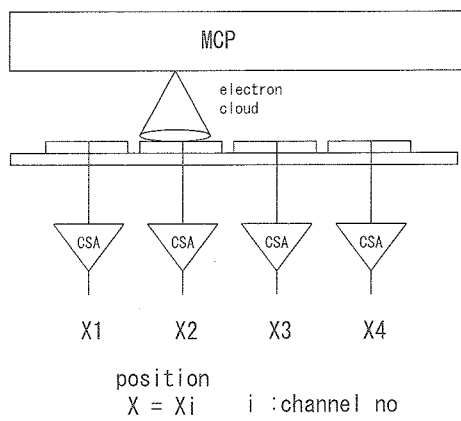 MCP
electron
cloud
CSA CSA CSA CSA
X1 X2 X3 X4
position
X = Xi i :channel no